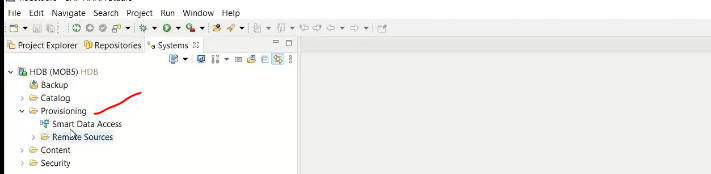 File Edit Navigate Search Project Run Window Help
Project Explorer Repositories Systems
HDB (MOB5) HDB
Backup
Catalog
Provisioning
Smart Data Access
Remote Sources
Content
Security